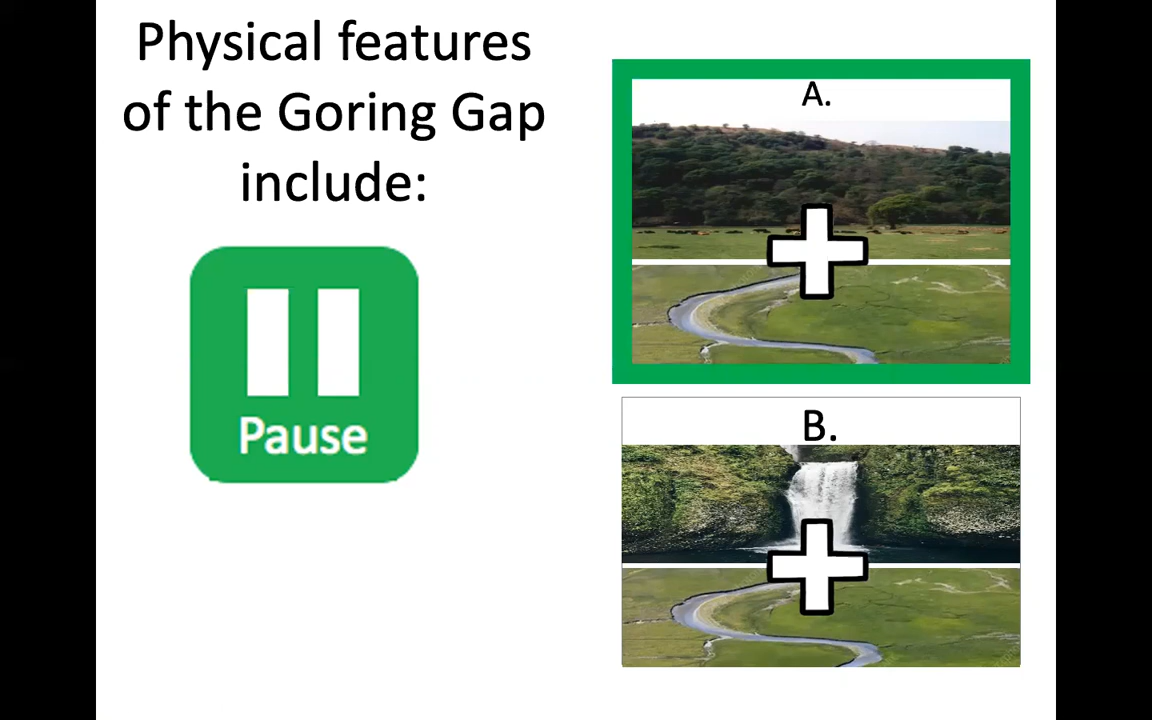 Physical features
of the Goring Gap
include:
Pause
A.
B.